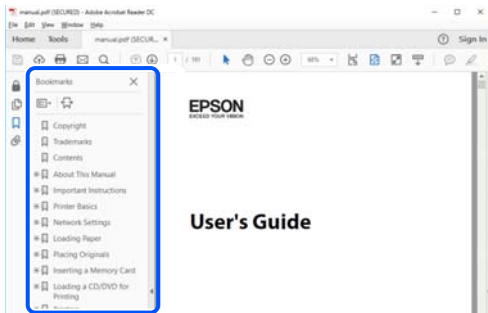 manual.pdf (SECURED) - Adobe Acrobat Reader DC
File Edit View Window Help
Home Tools manual.pdf (SECUR... × Sign In
1 / 191
Bookmarks
EPSON
EXCEED YOUR VISION
Copyright
Trademarks
Contents
About This Manual
Important Instructions
Printer Basics
Network Settings
User's Guide
Loading Paper
Placing Originals
Inserting a Memory Card
Loading a CD/DVD for
Printing